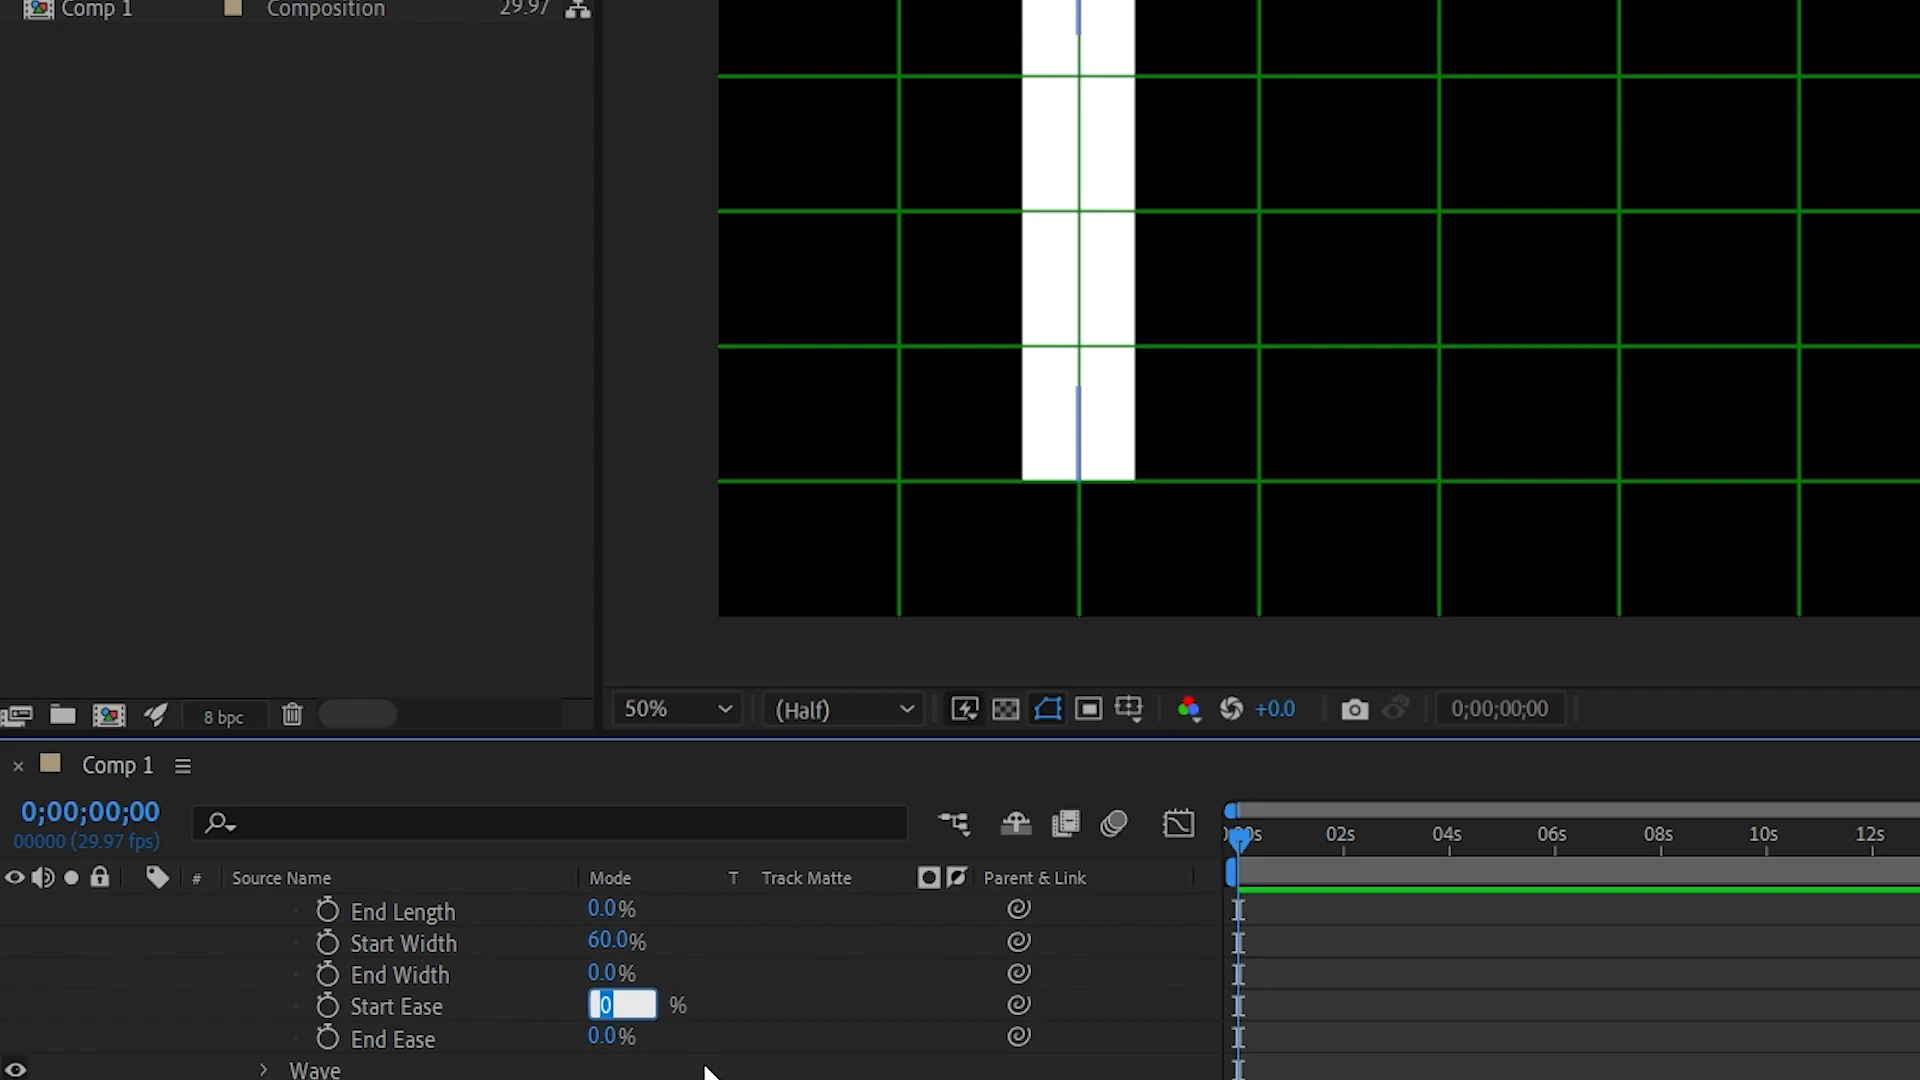 Comp 1 Composition 29.97
8 bpc
50% (Half) +0.0 0;00;00;00
× Comp 1
0;00;00;00
00000 (29.97 fps)
02s 04s 06s 08s 10s 12s
# Source Name Mode T Track Matte Parent & Link
End Length 0.0%
Start Width 60.0%
End Width 0.0%
Start Ease 0 %
End Ease 0.0%
Wave